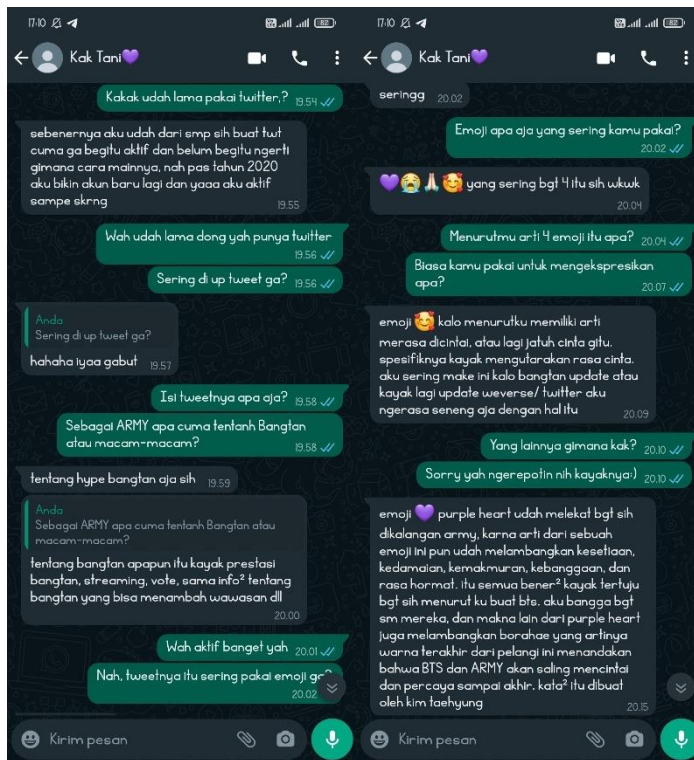 17.10
82
Kak Tani💜
Kakak udah lama pakai twitter,? 19.54
sebenernya aku udah dari smp sih buat twt
cuma ga begitu aktif dan belum begitu ngerti
gimana cara mainnya, nah pas tahun 2020
aku bikin akun baru lagi dan yaaa aku aktif
sampe skrng 19.55
Wah udah lama dong yah punya twitter
19.56
Sering di up tweet ga? 19.56
Anda
Sering di up tweet ga?
hahaha iyaa gabut 19.57
Isi tweetnya apa aja? 19.58
Sebagai ARMY apa cuma tentanh Bangtan
atau macam-macam? 19.58
tentang hype bangtan aja sih 19.59
Anda
Sebagai ARMY apa cuma tentanh Bangtan atau
macam-macam?
tentang bangtan apapun itu kayak prestasi
bangtan, streaming, vote, sama info² tentang
bangtan yang bisa menambah wawasan dll
20.00
Wah aktif banget yah 20.01
Nah, tweetnya itu sering pakai emoji ga?
20.02
Kirim pesan
17.10
82
Kak Tani💜
seringg 20.02
Emoji apa aja yang sering kamu pakai?
20.02
💜😭🙏🏻🥰 yang sering bgt 4 itu sih wkwk
20.04
Menurutmu arti 4 emoji itu apa? 20.04
Biasa kamu pakai untuk mengekspresikan
apa? 20.07
emoji 🥰 kalo menurutku memiliki arti
merasa dicintai, atau lagi jatuh cinta gitu.
spesifiknya kayak mengutarakan rasa cinta.
aku sering make ini kalo bangtan update atau
kayak lagi update weverse/ twitter aku
ngerasa seneng aja dengan hal itu 20.09
Yang lainnya gimana kak? 20.10
Sorry yah ngerepotin nih kayaknya:) 20.10
emoji 💜 purple heart udah melekat bgt sih
dikalangan army, karna arti dari sebuah
emoji ini pun udah melambangkan kesetiaan,
kedamaian, kemakmuran, kebanggaan, dan
rasa hormat. itu semua bener² kayak tertuju
bgt sih menurut ku buat bts. aku bangga bgt
sm mereka, dan makna lain dari purple heart
juga melambangkan borahae yang artinya
warna terakhir dari pelangi ini menandakan
bahwa BTS dan ARMY akan saling mencintai
dan percaya sampai akhir. kata² itu dibuat
oleh kim taehyung 20.15
Kirim pesan